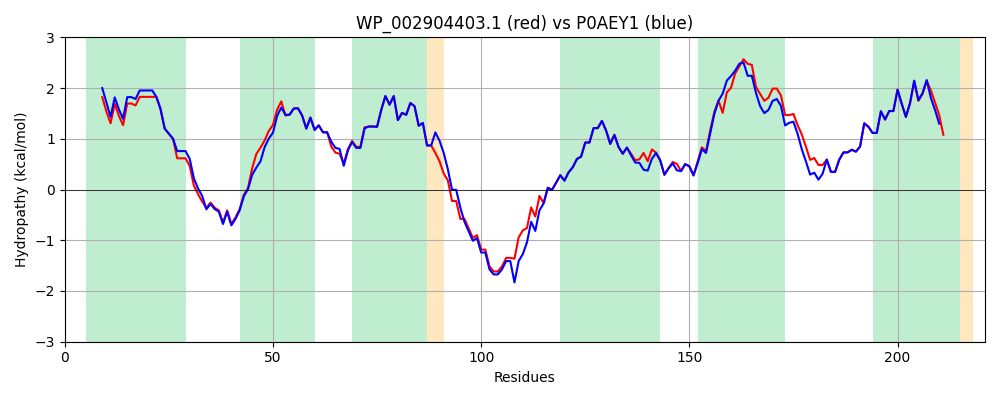 WP_002904403.1 (red) vs P0AEY1 (blue)
3
2
1
0
−1
−2
−3
Hydropathy (kcal/mol)
0 50 100 150 200
Residues